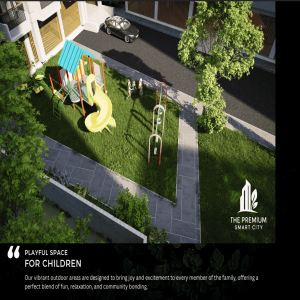 THE PREMIUM
SMART CITY
“ PLAYFUL SPACE
FOR CHILDREN
Our vibrant outdoor areas are designed to bring joy and excitement to every member of the family, offering a
perfect blend of fun, relaxation, and community bonding.